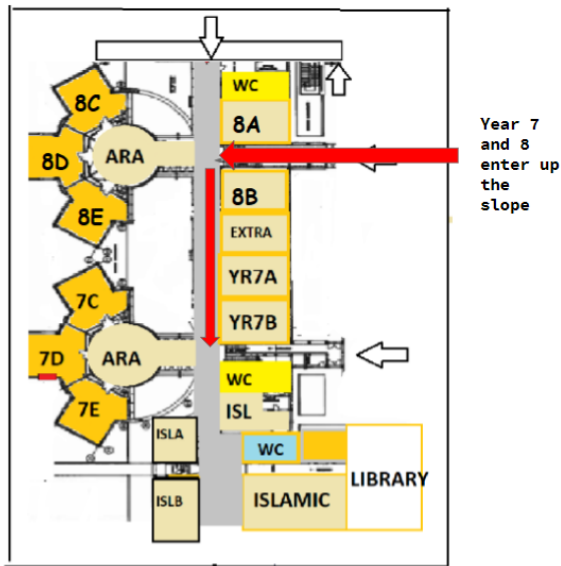 WC
8C
8A
Year 7
and 8
enter up
the
slope
8D
ARA
8B
8E
EXTRA
YR7A
7C
YR7B
7D
ARA
WC
7E
ISL
ISLA
WC
LIBRARY
ISLB
ISLAMIC